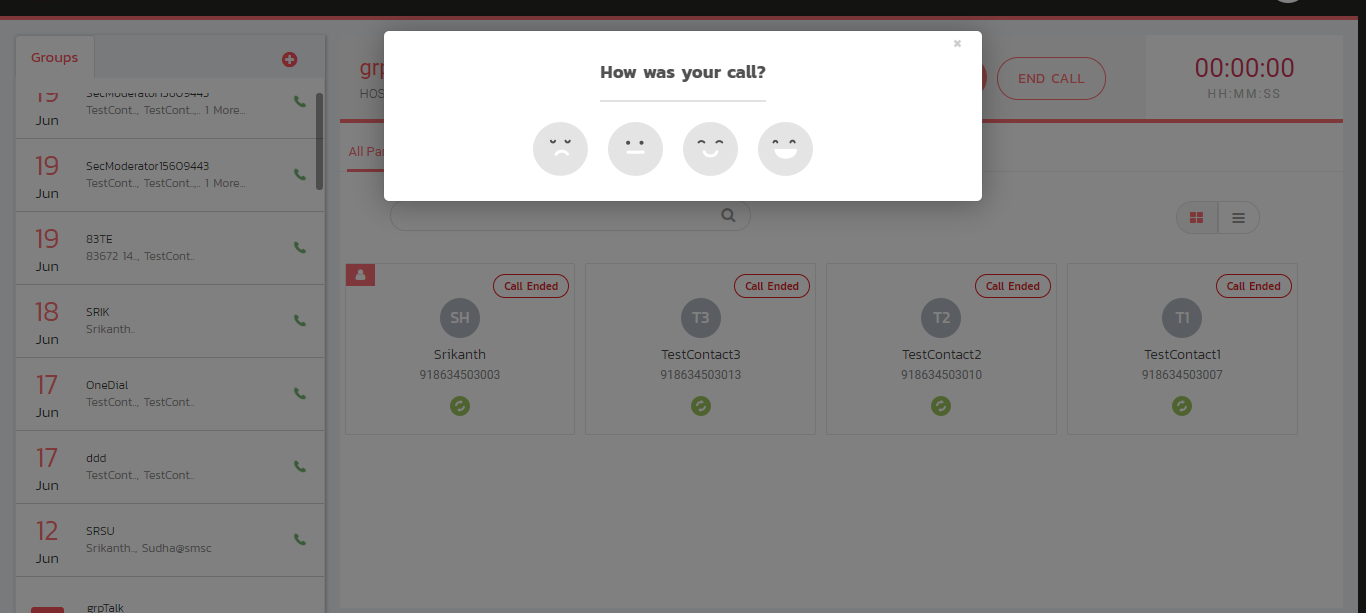 Groups
SecModerator15609443
TestCont.., TestCont.,.. 1 More..
19
Jun
19
Jun
SecModerator15609443
TestCont.., TestCont.,.. 1 More..
19
Jun
83TE
83672 14.., TestCont..
18
Jun
SRIK
Srikanth..
17
Jun
OneDial
TestCont.., TestCont..
17
Jun
ddd
TestCont.., TestCont..
12
Jun
SRSU
Srikanth.., Sudha@smsc
grpTalk
How was your call?
×
grp
HOS
END CALL
00:00:00
HH:MM:SS
All Pa
Call Ended
SH
Srikanth
918634503003
Call Ended
T3
TestContact3
918634503013
Call Ended
T2
TestContact2
918634503010
Call Ended
T1
TestContact1
918634503007